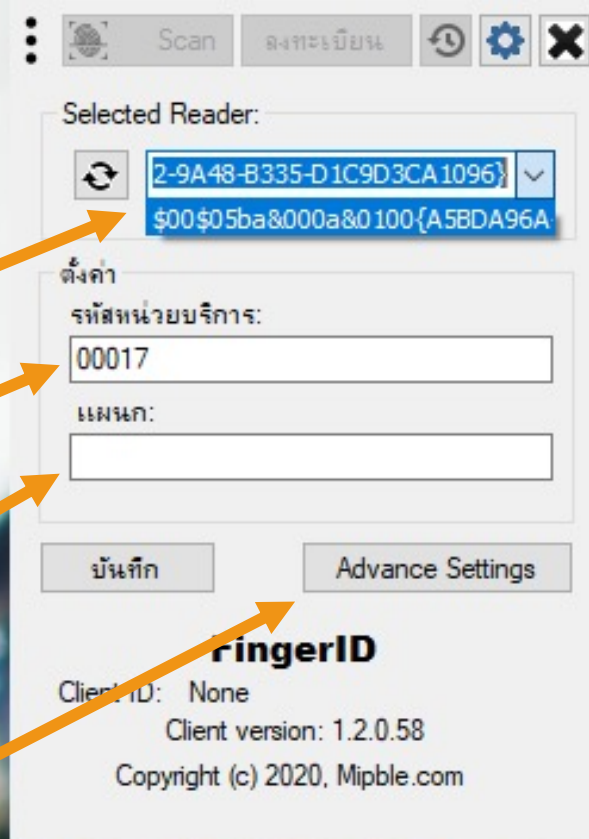 Scan ลงทะเบียน
Selected Reader:
2-9A48-B335-D1C9D3CA1096}
$00$05ba&000a&0100{A5BDA96A
ตั้งค่า
รหัสหน่วยบริการ:
00017
แผนก:
บันทึก Advance Settings
FingerID
Client ID: None
Client version: 1.2.0.58
Copyright (c) 2020, Mipble.com